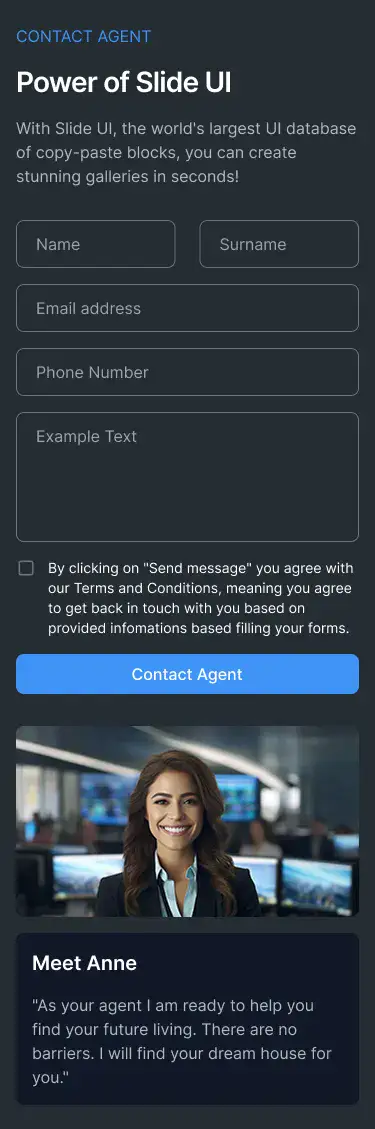 CONTACT AGENT
Power of Slide UI
With Slide UI, the world's largest UI database
of copy-paste blocks, you can create
stunning galleries in seconds!
Name
Surname
Email address
Phone Number
Example Text
By clicking on "Send message" you agree with
our Terms and Conditions, meaning you agree
to get back in touch with you based on
provided infomations based filling your forms.
Contact Agent
Meet Anne
"As your agent I am ready to help you
find your future living. There are no
barriers. I will find your dream house for
you."